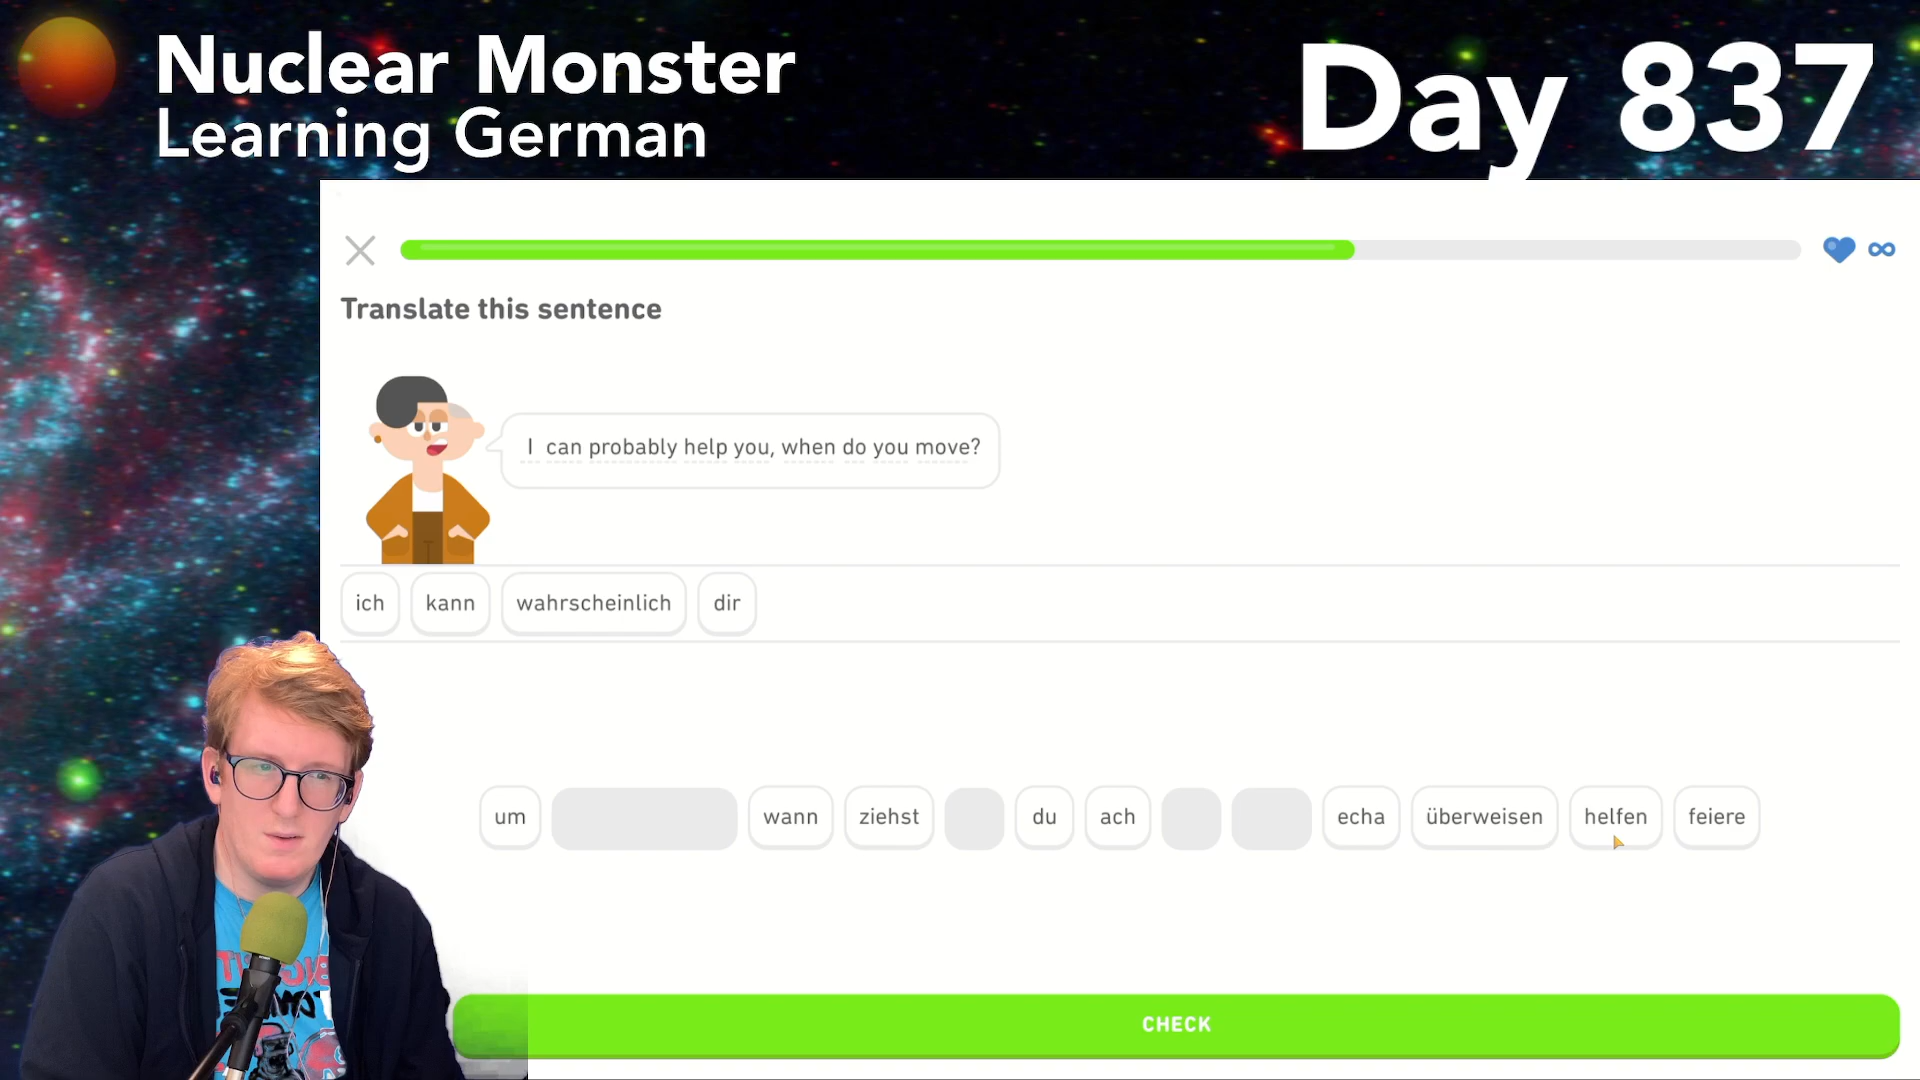 Nuclear Monster
Learning German
Day 837
Translate this sentence
I can probably help you, when do you move?
ich kann wahrscheinlich dir
um wann ziehst du ach echa überweisen helfen feiere
CHECK